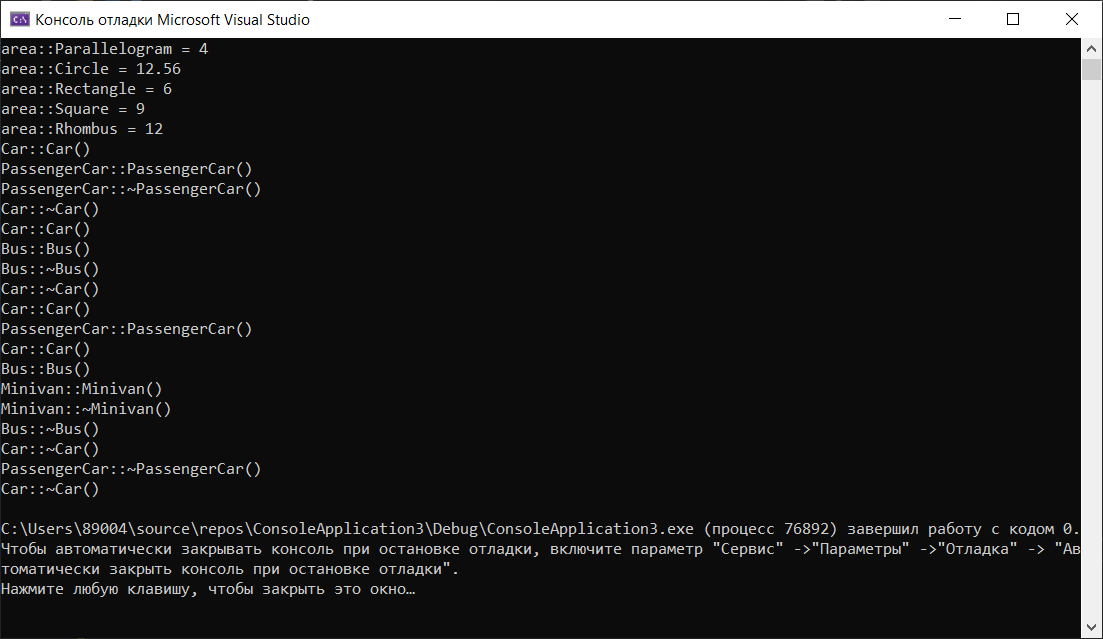 C:\ Консоль отладки Microsoft Visual Studio
area::Parallelogram = 4
area::Circle = 12.56
area::Rectangle = 6
area::Square = 9
area::Rhombus = 12
Car::Car()
PassengerCar::PassengerCar()
PassengerCar::~PassengerCar()
Car::~Car()
Car::Car()
Bus::Bus()
Bus::~Bus()
Car::~Car()
Car::Car()
PassengerCar::PassengerCar()
Car::Car()
Bus::Bus()
Minivan::Minivan()
Minivan::~Minivan()
Bus::~Bus()
Car::~Car()
PassengerCar::~PassengerCar()
Car::~Car()
C:\Users\89004\source\repos\ConsoleApplication3\Debug\ConsoleApplication3.exe (процесс 76892) завершил работу с кодом 0.
Чтобы автоматически закрывать консоль при остановке отладки, включите параметр "Сервис" ->"Параметры" ->"Отладка" -> "Ав
томатически закрыть консоль при остановке отладки".
Нажмите любую клавишу, чтобы закрыть это окно…